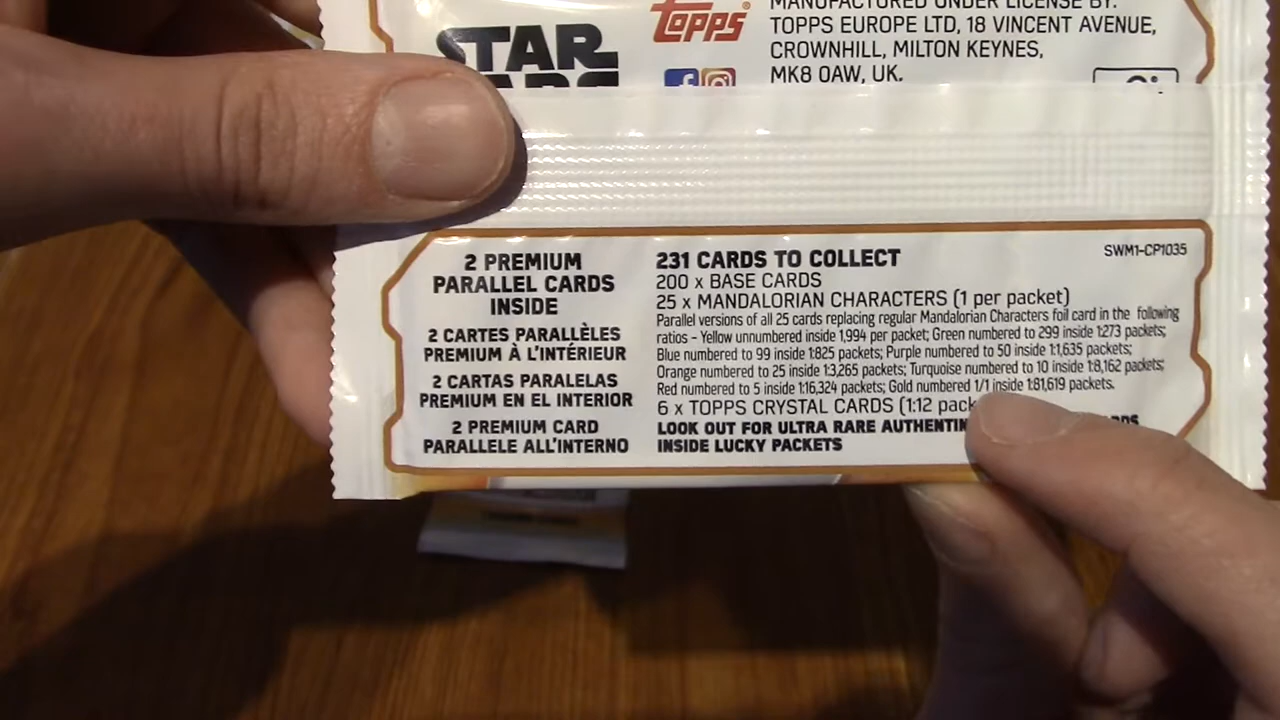 MANUFACTURED UNDER LICENSE BY:
TOPPS EUROPE LTD, 18 VINCENT AVENUE,
CROWNHILL, MILTON KEYNES,
MK8 0AW, UK.
TOPPS
STAR
WARS
2 PREMIUM
PARALLEL CARDS
INSIDE
2 CARTES PARALLÈLES
PREMIUM À L'INTÉRIEUR
2 CARTAS PARALELAS
PREMIUM EN EL INTERIOR
2 PREMIUM CARD
PARALLELE ALL'INTERNO
SWM1-CP1035
231 CARDS TO COLLECT
200 x BASE CARDS
25 x MANDALORIAN CHARACTERS (1 per packet)
Parallel versions of all 25 cards replacing regular Mandalorian Characters foil card in the following
ratios – Yellow unnumbered inside 1,994 per packet; Green numbered to 299 inside 1:273 packets;
Blue numbered to 99 inside 1:825 packets; Purple numbered to 50 inside 1:1,635 packets;
Orange numbered to 25 inside 1:3,265 packets; Turquoise numbered to 10 inside 1:8,162 packets;
Red numbered to 5 inside 1:16,324 packets; Gold numbered 1/1 inside 1:81,619 packets.
6 x TOPPS CRYSTAL CARDS (1:12 pack
LOOK OUT FOR ULTRA RARE AUTHENTI
INSIDE LUCKY PACKETS